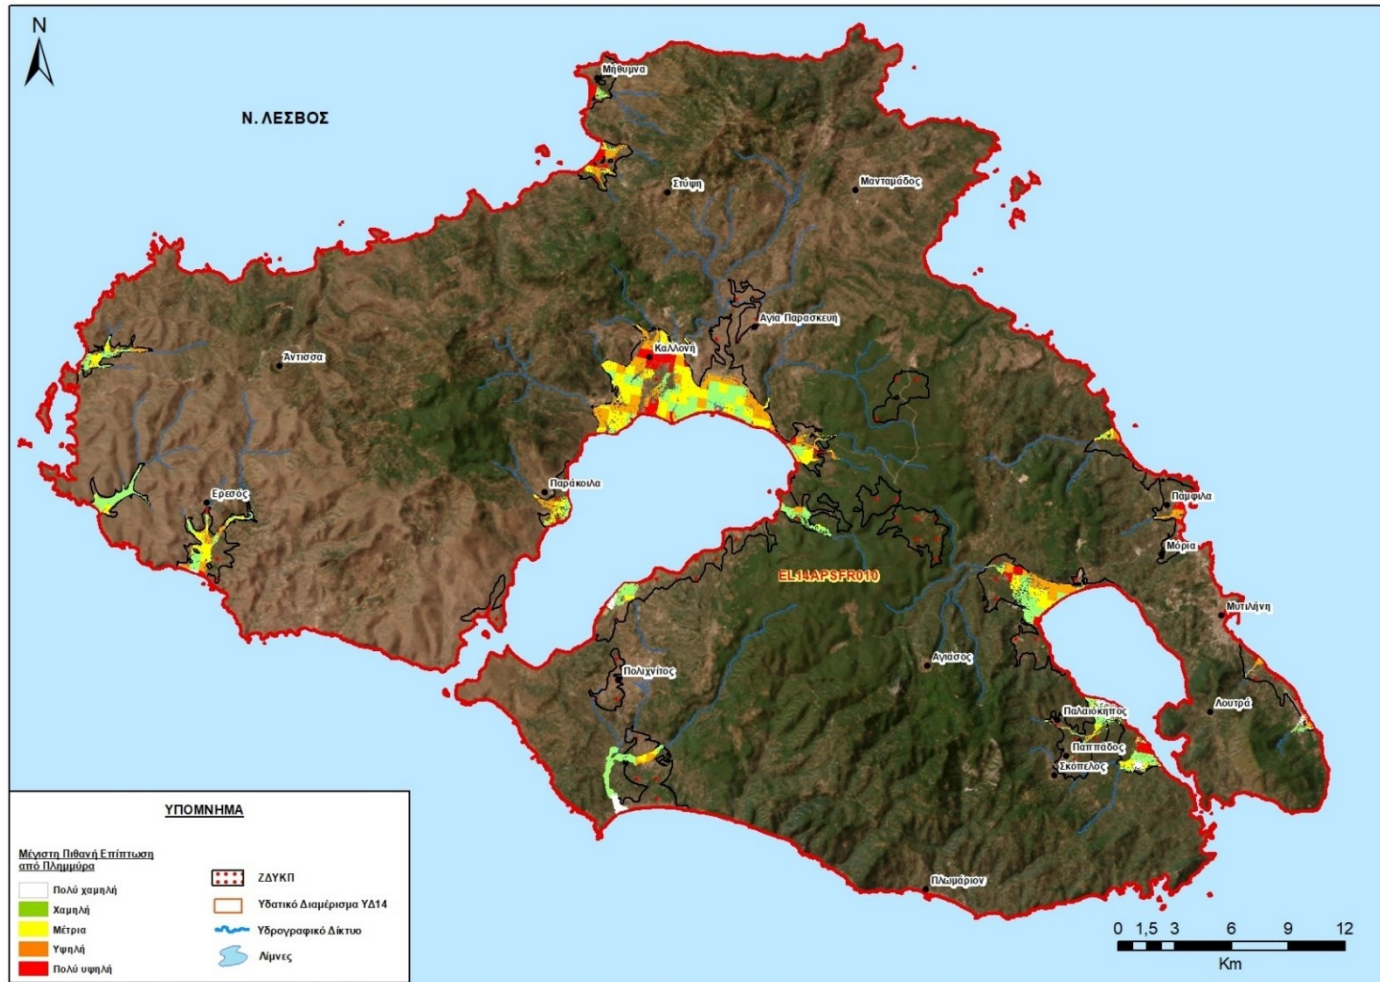 N
Ν. ΛΕΣΒΟΣ
Μήθυμνα
Στύψη
Μανταμάδος
Αγία Παρασκευή
Καλλονή
Άντισσα
Ερεσός
Παράκοιλα
Πάμφιλα
Μόρια
EL14APSFR010
Μυτιλήνη
Αγιάσος
Πολιχνίτος
Λουτρά
Παλαιόκηπος
Παππάδος
Σκόπελος
Πλωμάριον
ΥΠΟΜΝΗΜΑ
Μέγιστη Πιθανή Επίπτωση
από Πλημμύρα
Πολύ χαμηλή
Χαμηλή
Μέτρια
Υψηλή
Πολύ υψηλή
ΖΔΥΚΠ
Υδατικό Διαμέρισμα ΥΔ14
Υδρογραφικό Δίκτυο
Λίμνες
0 1,5 3 6 9 12
Km